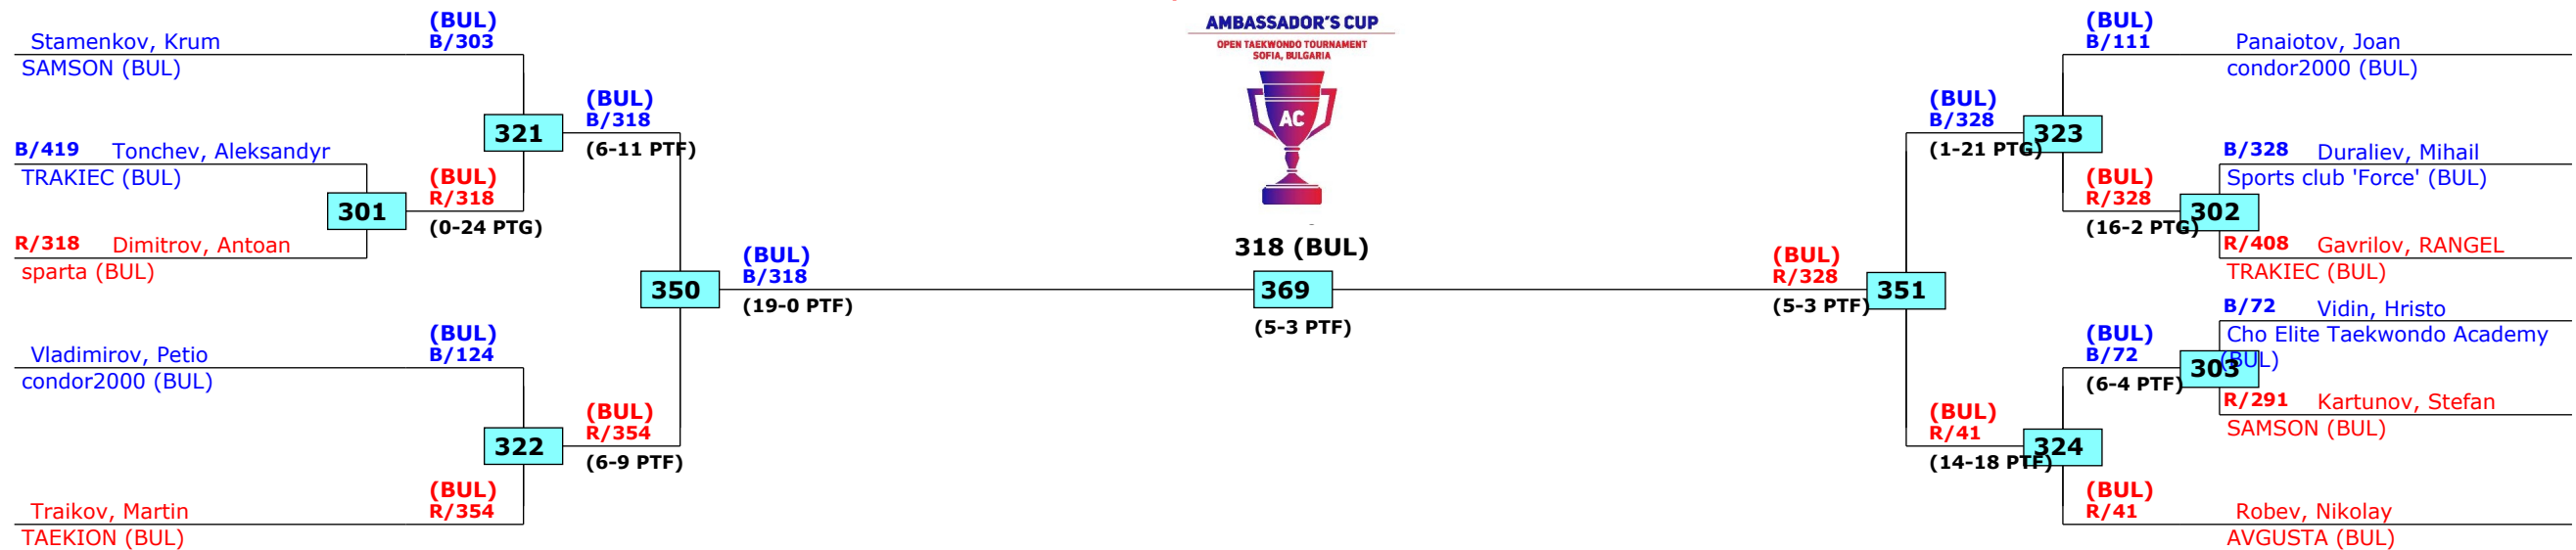 AMBASSADOR'S CUP
OPEN TAEKWONDO TOURNAMENT
SOFIA, BULGARIA
AC
Stamenkov, Krum
(BUL)
B/303
SAMSON (BUL)
321
(BUL)
B/318
(6-11 PTF)
B/419 Tonchev, Aleksandyr
TRAKIEC (BUL)
301
(BUL)
R/318
(0-24 PTG)
R/318 Dimitrov, Antoan
sparta (BUL)
350
(BUL)
B/318
(19-0 PTF)
Vladimirov, Petio
(BUL)
B/124
condor2000 (BUL)
322
(BUL)
R/354
(6-9 PTF)
Traikov, Martin
(BUL)
R/354
TAEKION (BUL)
318 (BUL)
369
(5-3 PTF)
(BUL)
R/328
(5-3 PTF)
351
(BUL)
B/111
Panaiotov, Joan
condor2000 (BUL)
(BUL)
B/328
(1-21 PTG)
323
B/328 Duraliev, Mihail
Sports club 'Force' (BUL)
(BUL)
R/328
(16-2 PTG)
302
R/408 Gavrilov, RANGEL
TRAKIEC (BUL)
B/72 Vidin, Hristo
Cho Elite Taekwondo Academy
(BUL)
(BUL)
B/72
(6-4 PTF)
303
R/291 Kartunov, Stefan
SAMSON (BUL)
(BUL)
R/41
(14-18 PTF)
324
(BUL)
R/41
Robev, Nikolay
AVGUSTA (BUL)